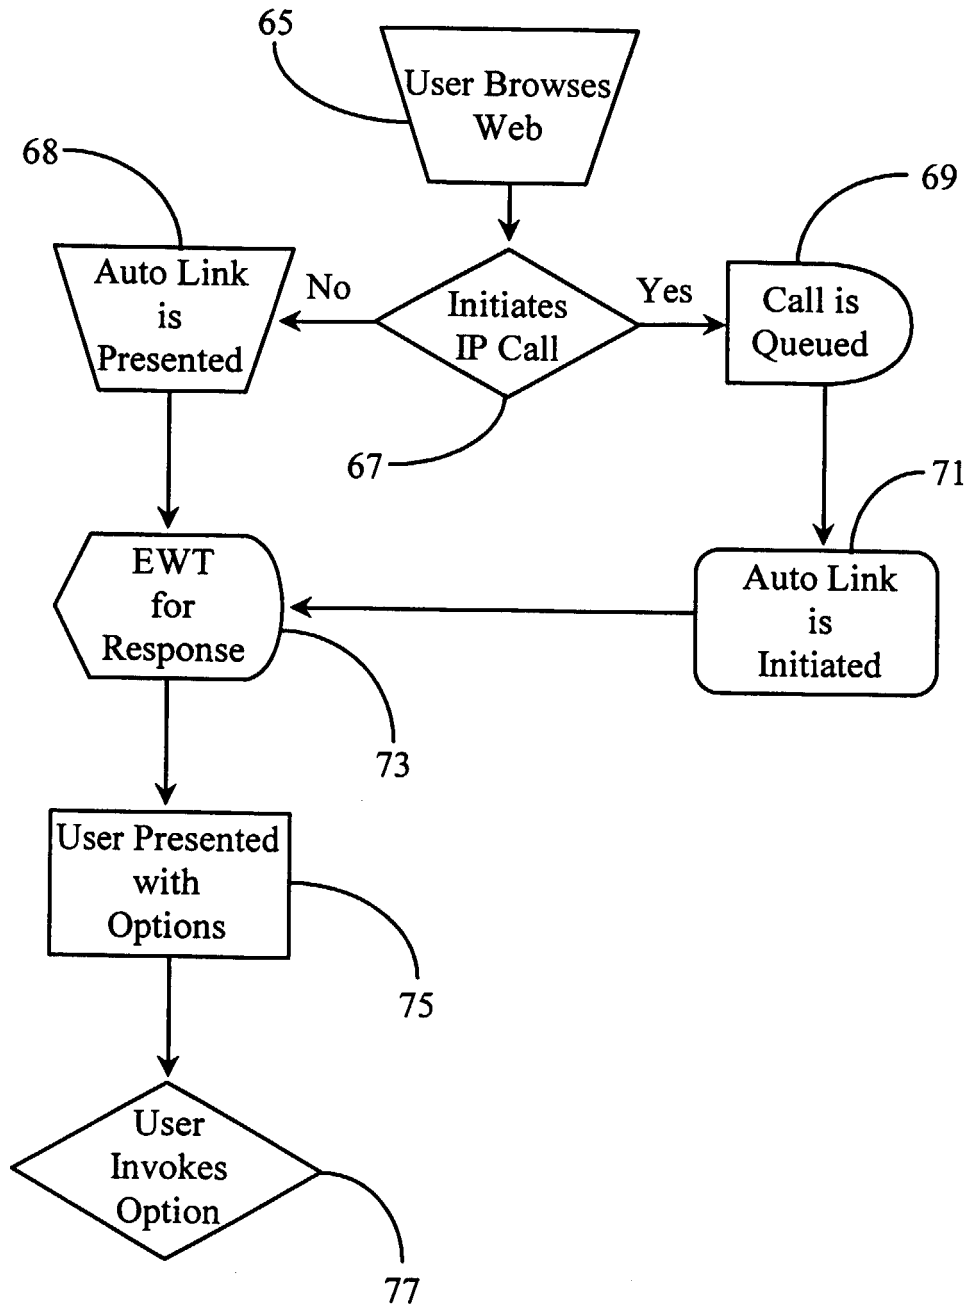 65
User Browses
Web
68
69
Auto Link
is
Presented
No
Initiates
IP Call
Yes
Call is
Queued
67
71
EWT
for
Response
Auto Link
is
Initiated
73
User Presented
with
Options
75
User
Invokes
Option
77